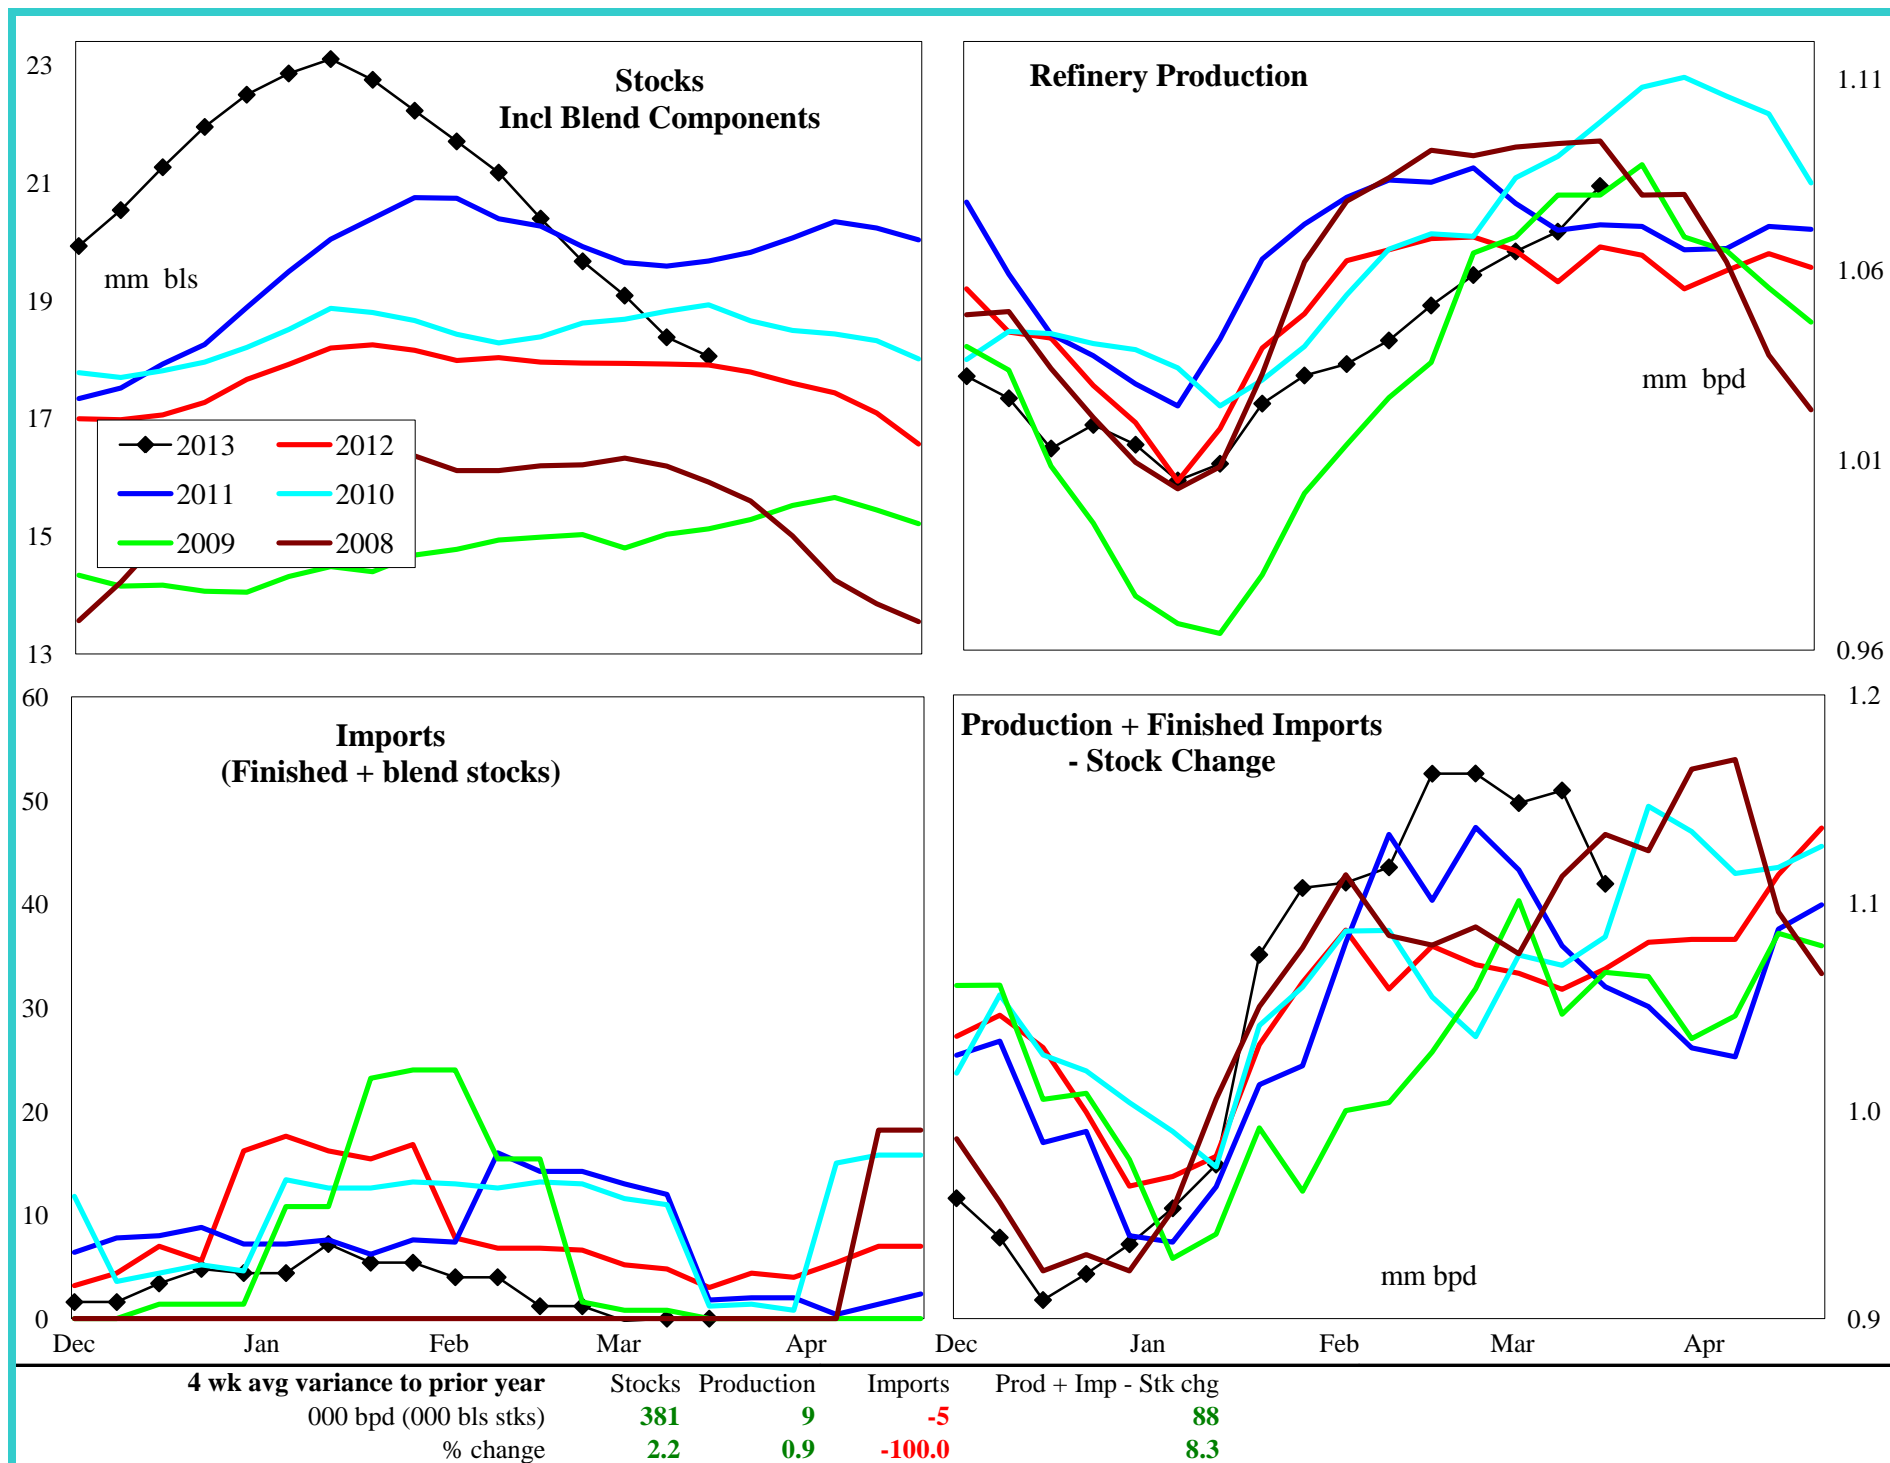 Stocks
Incl Blend Components
mm bls
23
21
19
17
15
13
2013
2012
2011
2010
2009
2008
Refinery Production
mm bpd
1.11
1.06
1.01
0.96
Imports
(Finished + blend stocks)
60
50
40
30
20
10
0
Dec Jan Feb Mar Apr
Production + Finished Imports
- Stock Change
mm bpd
1.2
1.1
1.0
0.9
Dec Jan Feb Mar Apr
4 wk avg variance to prior year Stocks Production Imports Prod + Imp - Stk chg
000 bpd (000 bls stks) 381 9 -5 88
% change 2.2 0.9 -100.0 8.3